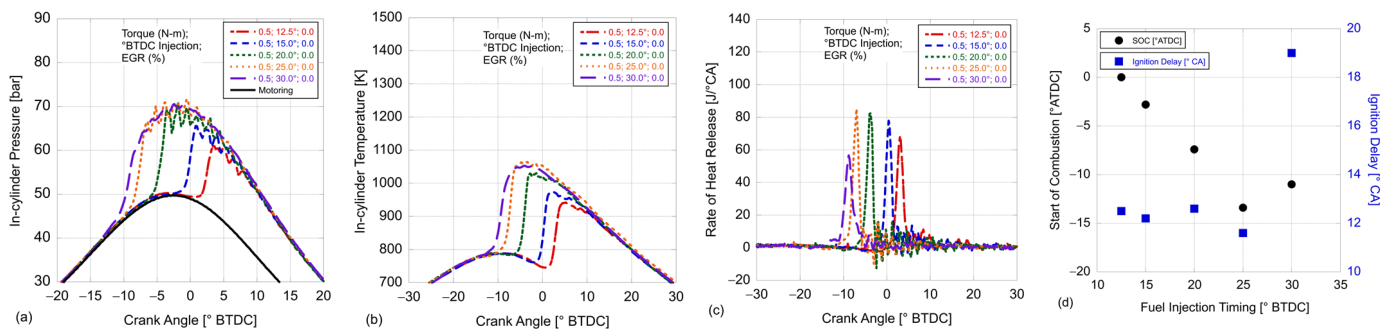 In-cylinder Pressure [bar]
90
80
70
60
50
40
30
Torque (N-m);
°BTDC Injection;
EGR (%)
0.5; 12.5°; 0.0
0.5; 15.0°; 0.0
0.5; 20.0°; 0.0
0.5; 25.0°; 0.0
0.5; 30.0°; 0.0
Motoring
−20 −15 −10 −5 0 5 10 15 20
(a)
Crank Angle [° BTDC]
In-cylinder Temperature [K]
1500
1400
1300
1200
1100
1000
900
800
700
Torque (N-m);
°BTDC Injection;
EGR (%)
0.5; 12.5°; 0.0
0.5; 15.0°; 0.0
0.5; 20.0°; 0.0
0.5; 25.0°; 0.0
0.5; 30.0°; 0.0
−30 −20 −10 0 10 20 30
(b)
Crank Angle [° BTDC]
Rate of Heat Release [J/°CA]
140
120
100
80
60
40
20
0
−20
Torque (N-m);
°BTDC Injection;
EGR (%)
0.5; 12.5°; 0.0
0.5; 15.0°; 0.0
0.5; 20.0°; 0.0
0.5; 25.0°; 0.0
0.5; 30.0°; 0.0
−30 −20 −10 0 10 20 30
(c)
Crank Angle [° BTDC]
Start of Combustion [°ATDC]
5
0
−5
−10
−15
−20
SOC [°ATDC]
Ignition Delay [° CA]
20
18
16
14
12
10
Ignition Delay [° CA]
10 15 20 25 30 35
(d)
Fuel Injection Timing [° BTDC]